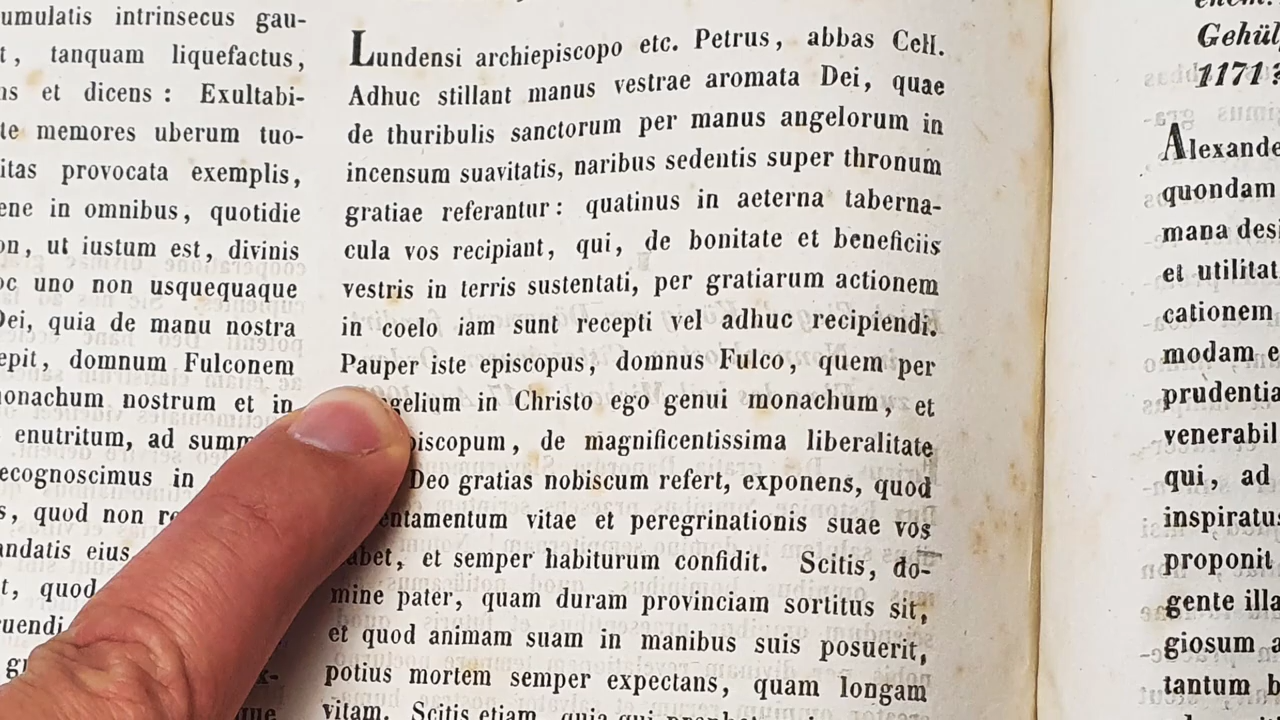 umulatis intrinsecus gau-
t, tanquam liquefactus,
ns et dicens: Exultabi-
te memores uberum tuo-
itas provocata exemplis,
ene in omnibus, quotidie
on, ut iustum est, divinis
oc uno non usquequaque
Dei, quia de manu nostra
epit, domnum Fulconem
monachum nostrum et in
enutritum, ad summ
ecognoscimus in
s, quod non re
andatis eius
t, quod
ruendi
Lundensi archiepiscopo etc. Petrus, abbas Cell.
Adhuc stillant manus vestrae aromata Dei, quae
de thuribulis sanctorum per manus angelorum in
incensum suavitatis, naribus sedentis super thronum
gratiae referantur: quatinus in aeterna taberna-
cula vos recipiant, qui, de bonitate et beneficiis
vestris in terris sustentati, per gratiarum actionem
in coelo iam sunt recepti vel adhuc recipiendi.
Pauper iste episcopus, domnus Fulco, quem per
gelium in Christo ego genui monachum, et
piscopum, de magnificentissima liberalitate
Deo gratias nobiscum refert, exponens, quod
entamentum vitae et peregrinationis suae vos
abet, et semper habiturum confidit. Scitis, do-
mine pater, quam duram provinciam sortitus sit,
et quod animam suam in manibus suis posuerit,
potius mortem semper expectans, quam longam
vitam. Scitis etiam, quia qui
Gehül
1171
Alexande
quondam
mana desi
et utilitat
cationem
modam e
prudentia
venerabil
qui, ad
inspiratus
proponit
gente illa
giosum a
tantum